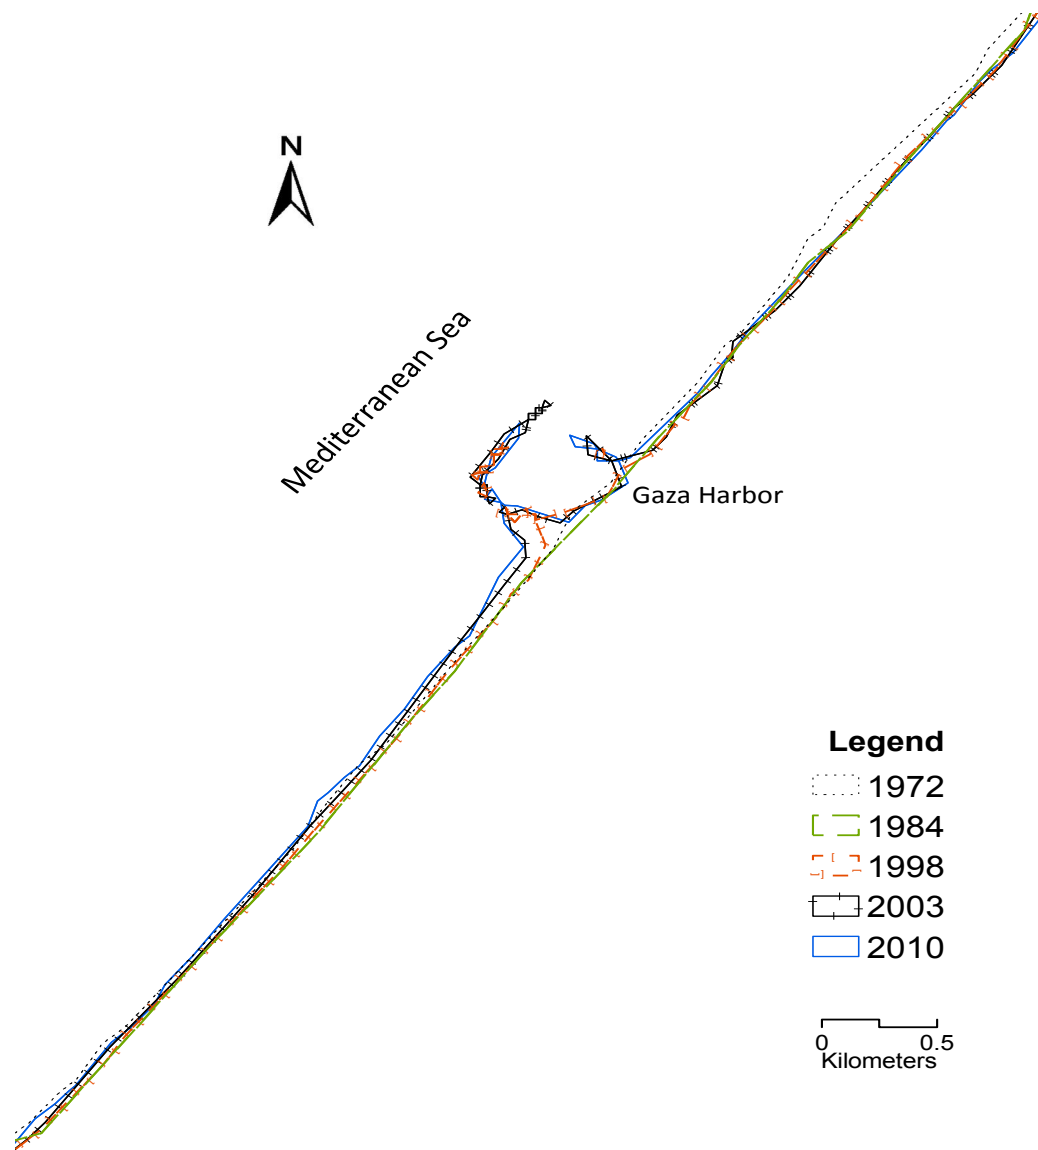 N
Mediterranean Sea
Gaza Harbor
Legend
1972
1984
1998
2003
2010
0 0.5
Kilometers